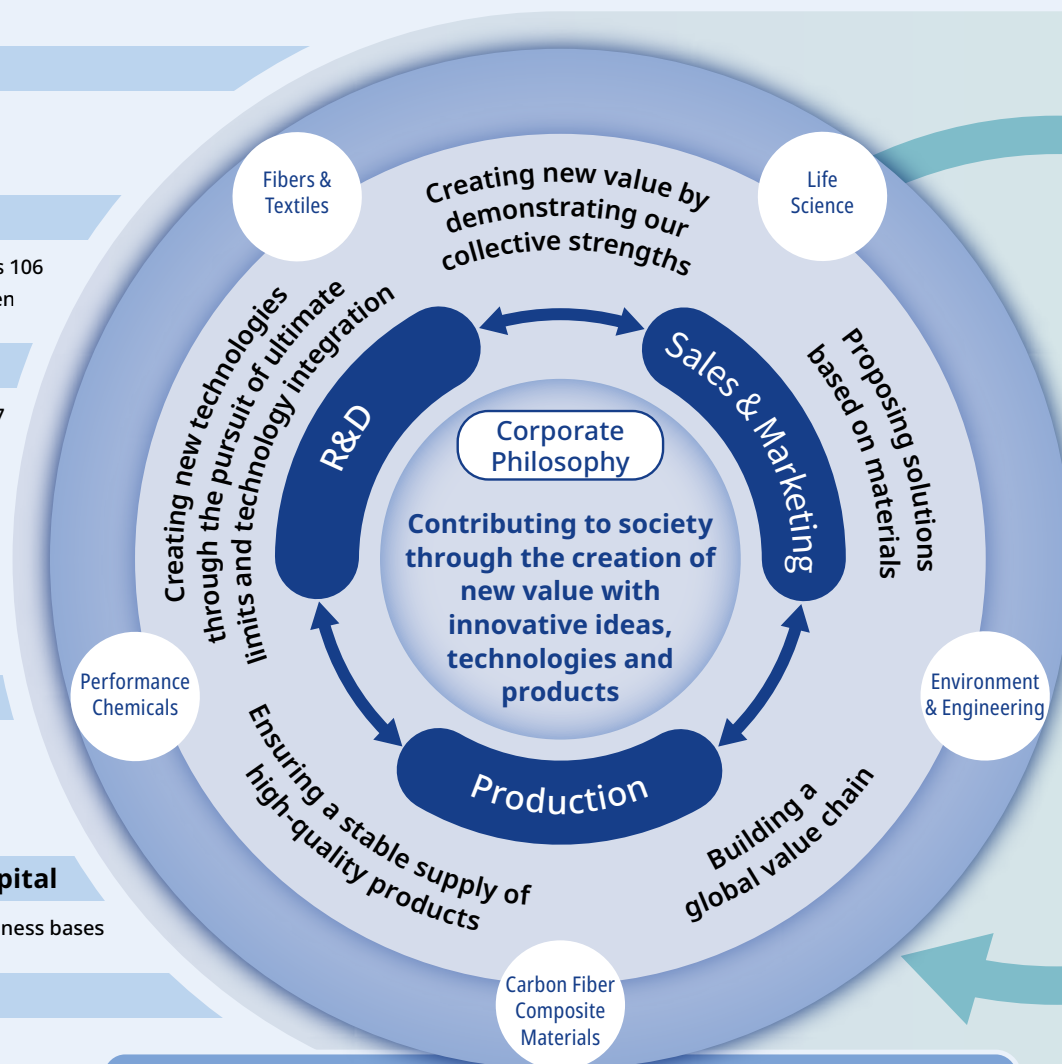 Fibers &
Textiles
Life
Science
Creating new value by
demonstrating our
collective strengths
s 106
en
7
Creating new technologies
through the pursuit of ultimate
limits and technology integration
R&D
Sales & Marketing
Proposing solutions
based on materials
Corporate
Philosophy
Contributing to society
through the creation of
new value with
innovative ideas,
technologies and
products
Performance
Chemicals
Environment
& Engineering
Production
Ensuring a stable supply of
high-quality products
Building a
global value chain
pital
ness bases
Carbon Fiber
Composite
Materials